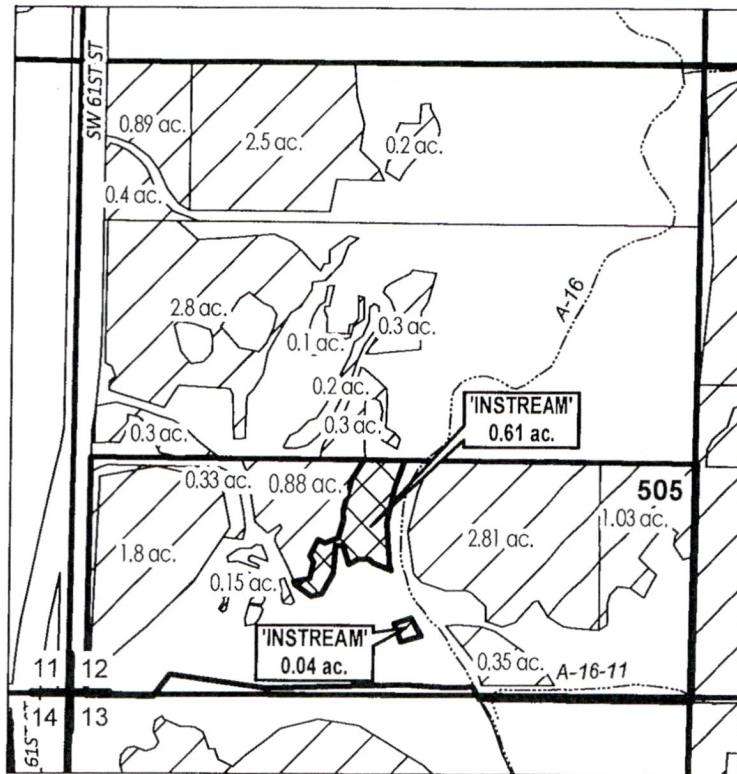 SW 61ST ST
0.89 ac.
2.5 ac.
0.2 ac.
0.4 ac.
A-16
2.8 ac.
0.3 ac.
0.1 ac.
0.2 ac.
0.3 ac.
0.3 ac.
'INSTREAM'
0.61 ac.
0.33 ac.
0.88 ac.
505
1.03 ac.
2.81 ac.
1.8 ac.
0.15 ac.
'INSTREAM'
0.04 ac.
0.35 ac.
A-16-11
11 12
14 13
61ST ST